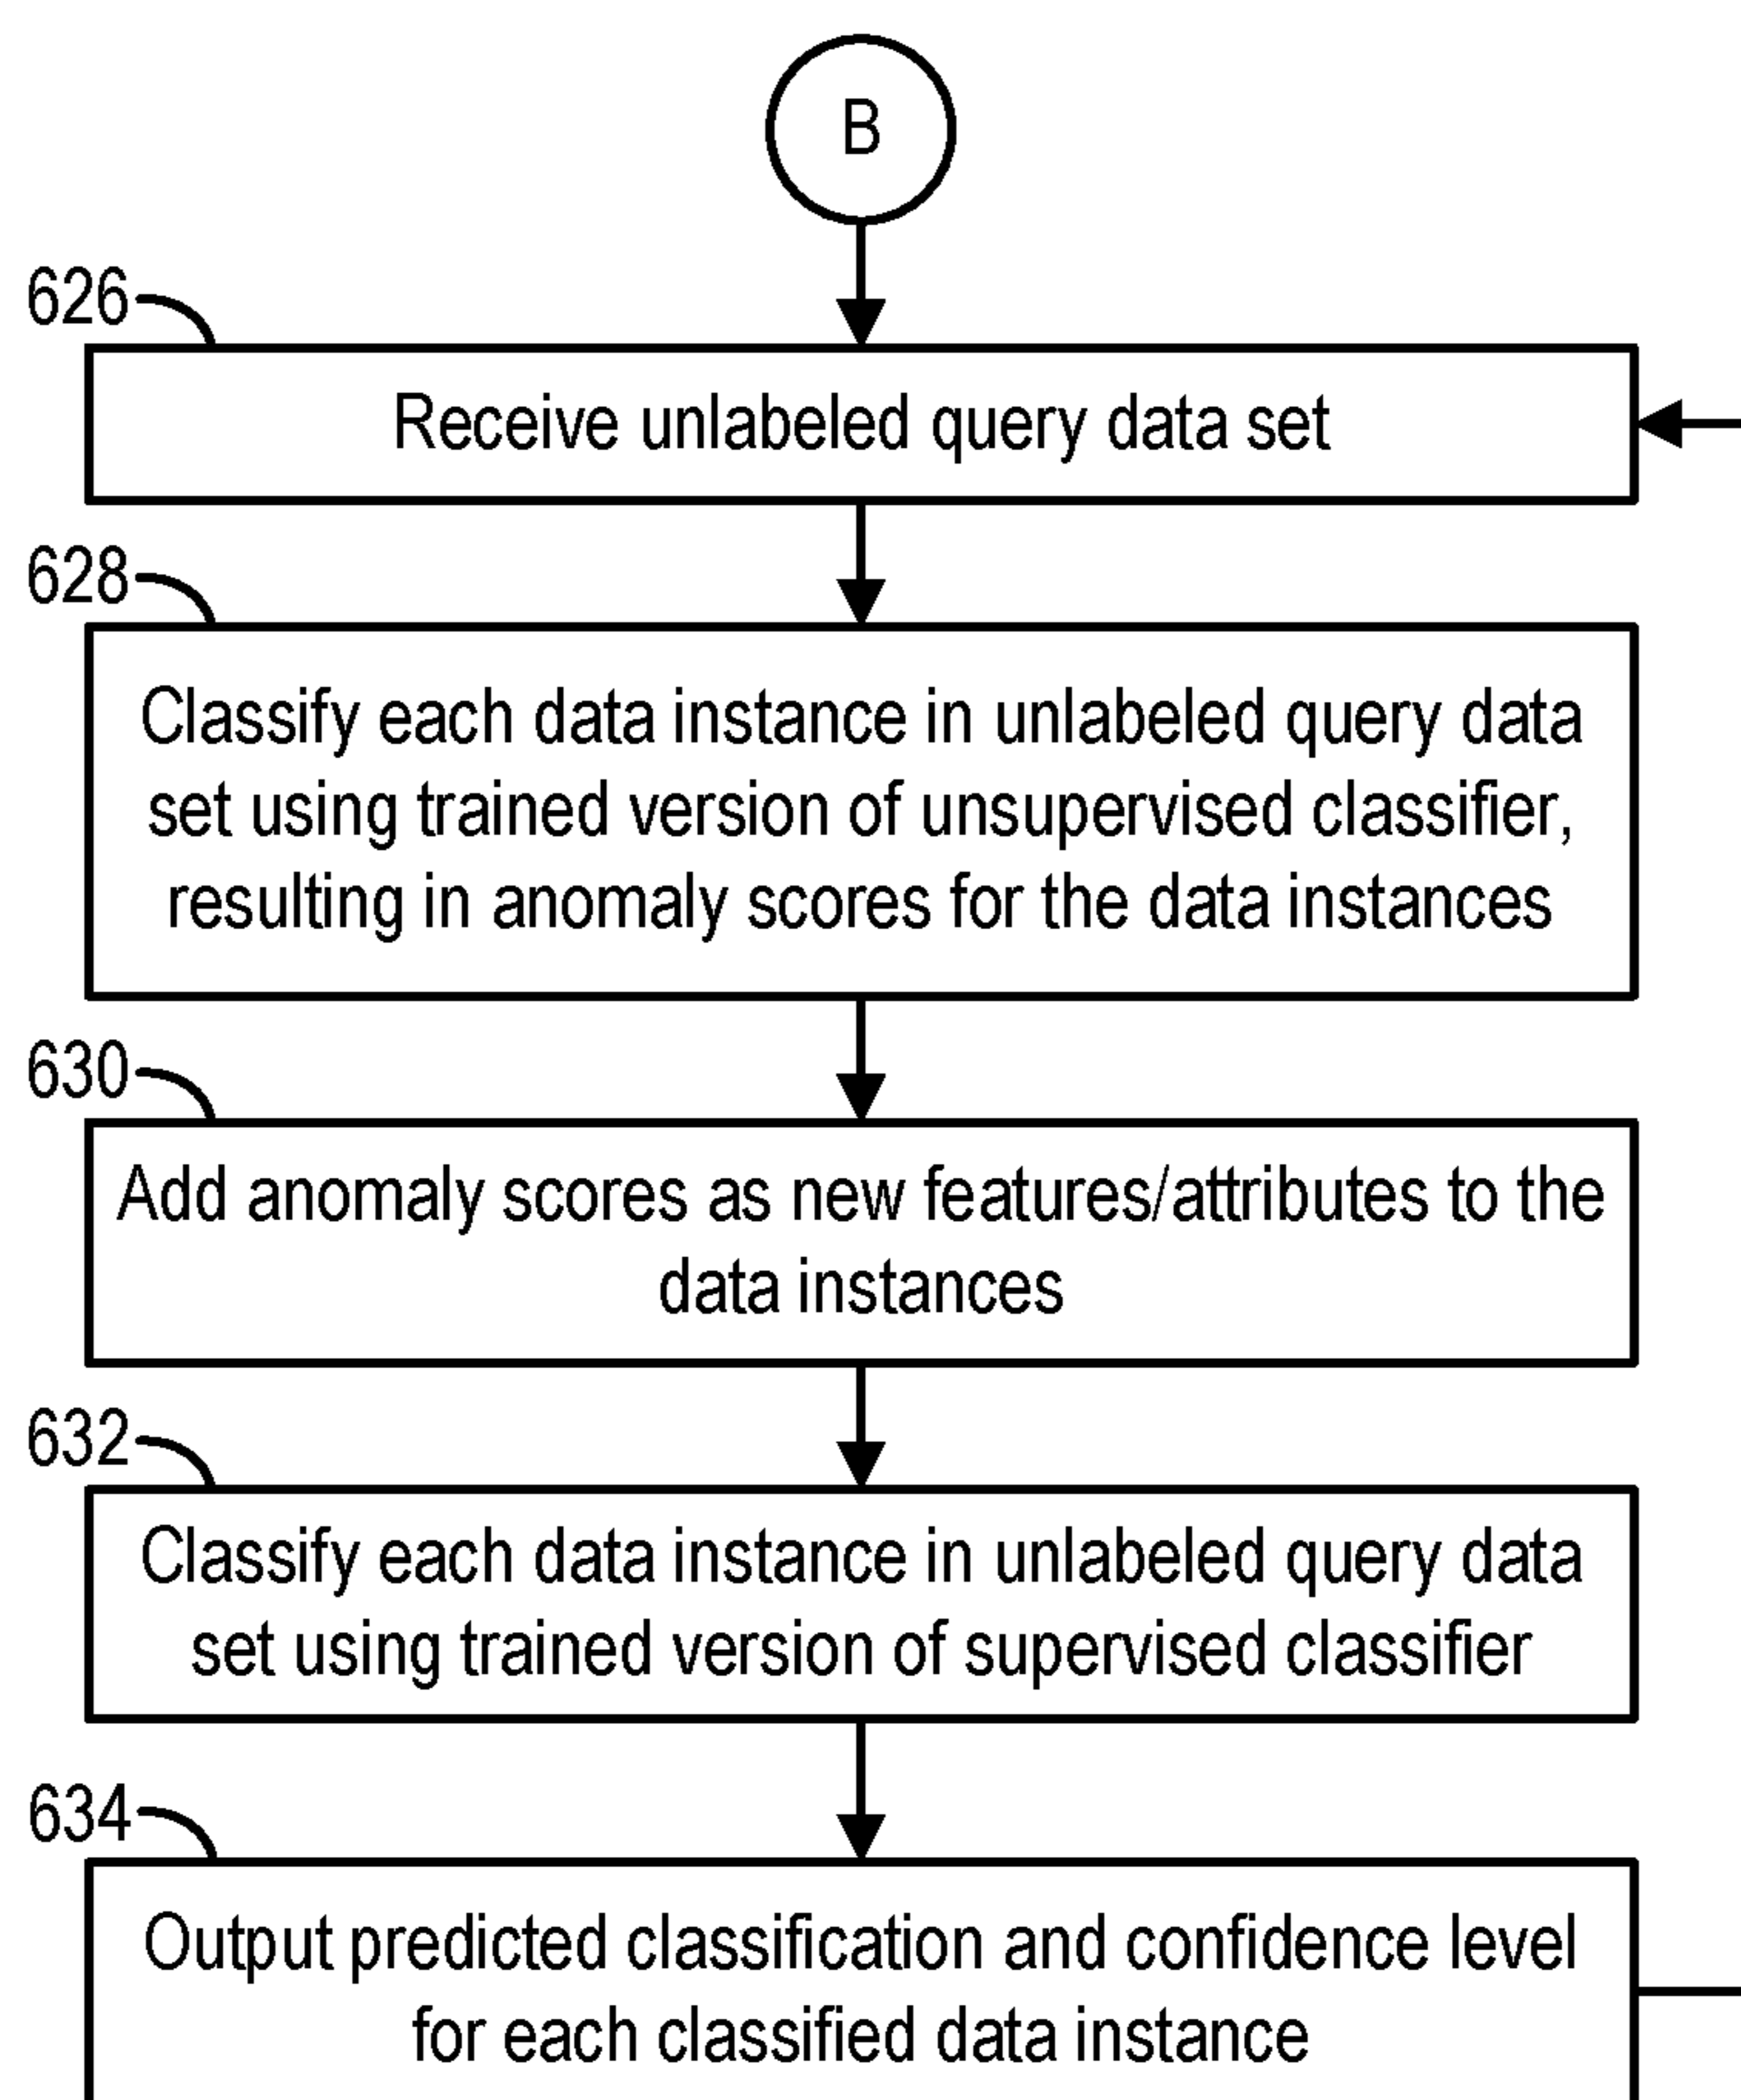 B
626
Receive unlabeled query data set
628
Classify each data instance in unlabeled query data
set using trained version of unsupervised classifier,
resulting in anomaly scores for the data instances
630
Add anomaly scores as new features/attributes to the
data instances
632
Classify each data instance in unlabeled query data
set using trained version of supervised classifier
634
Output predicted classification and confidence level
for each classified data instance